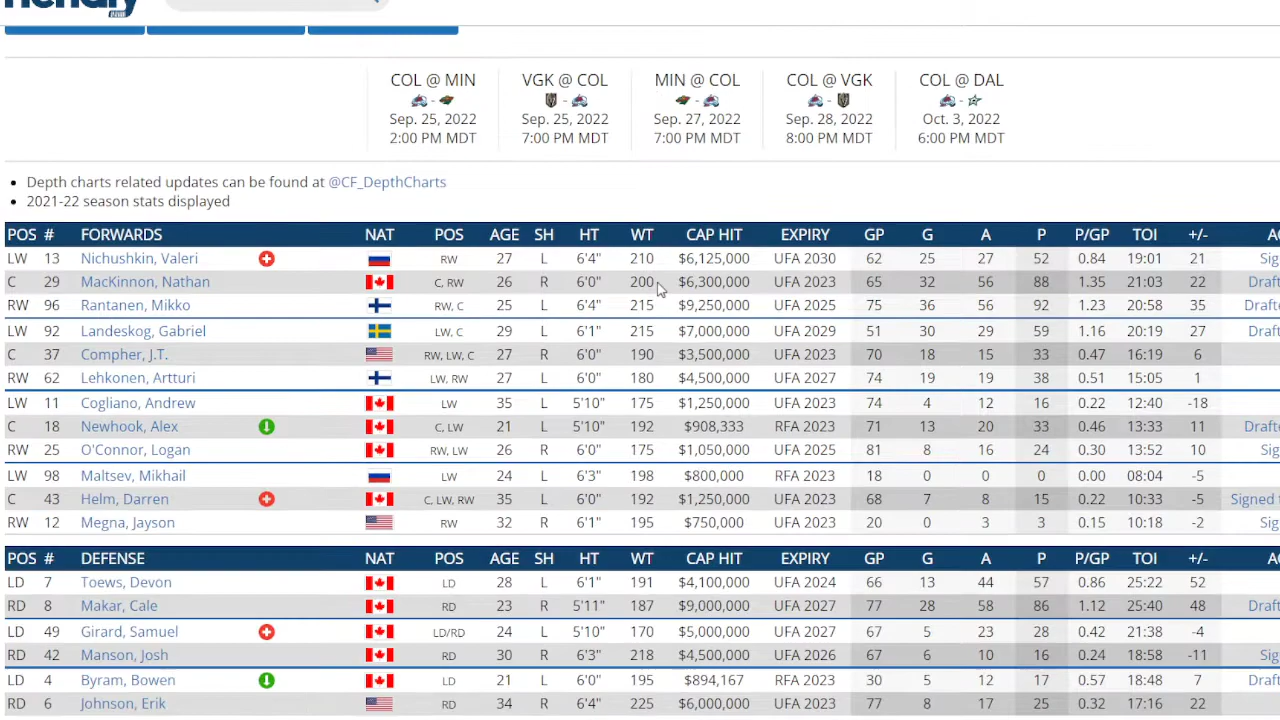 COL @ MIN VGK @ COL MIN @ COL COL @ VGK COL @ DAL
Sep. 25, 2022 Sep. 25, 2022 Sep. 27, 2022 Sep. 28, 2022 Oct. 3, 2022
2:00 PM MDT 7:00 PM MDT 7:00 PM MDT 8:00 PM MDT 6:00 PM MDT
• Depth charts related updates can be found at @CF_DepthCharts
• 2021-22 season stats displayed
POS # FORWARDS NAT POS AGE SH HT WT CAP HIT EXPIRY GP G A P P/GP TOI +/-
LW 13 Nichushkin, Valeri RW 27 L 6'4" 210 $6,125,000 UFA 2030 62 25 27 52 0.84 19:01 21 Sig
C 29 MacKinnon, Nathan C, RW 26 R 6'0" 200 $6,300,000 UFA 2023 65 32 56 88 1.35 21:03 22 Draft
RW 96 Rantanen, Mikko RW, C 25 L 6'4" 215 $9,250,000 UFA 2025 75 36 56 92 1.23 20:58 35 Draft
LW 92 Landeskog, Gabriel LW, C 29 L 6'1" 215 $7,000,000 UFA 2029 51 30 29 59 1.16 20:19 27 Draft
C 37 Compher, J.T. RW, LW, C 27 R 6'0" 190 $3,500,000 UFA 2023 70 18 15 33 0.47 16:19 6
RW 62 Lehkonen, Artturi LW, RW 27 L 6'0" 180 $4,500,000 UFA 2027 74 19 19 38 0.51 15:05 1
LW 11 Cogliano, Andrew LW 35 L 5'10" 175 $1,250,000 UFA 2023 74 4 12 16 0.22 12:40 -18
C 18 Newhook, Alex C, LW 21 L 5'10" 192 $908,333 RFA 2023 71 13 20 33 0.46 13:33 11 Draft
RW 25 O'Connor, Logan RW, LW 26 R 6'0" 175 $1,050,000 UFA 2025 81 8 16 24 0.30 13:52 10 Sig
LW 98 Maltsev, Mikhail LW 24 L 6'3" 198 $800,000 RFA 2023 18 0 0 0 0.00 08:04 -5
C 43 Helm, Darren C, LW, RW 35 L 6'0" 192 $1,250,000 UFA 2023 68 7 8 15 0.22 10:33 -5 Signed
RW 12 Megna, Jayson RW 32 R 6'1" 195 $750,000 UFA 2023 20 0 3 3 0.15 10:18 -2 Sig
POS # DEFENSE NAT POS AGE SH HT WT CAP HIT EXPIRY GP G A P P/GP TOI +/-
LD 7 Toews, Devon LD 28 L 6'1" 191 $4,100,000 UFA 2024 66 13 44 57 0.86 25:22 52
RD 8 Makar, Cale RD 23 R 5'11" 187 $9,000,000 UFA 2027 77 28 58 86 1.12 25:40 48 Draft
LD 49 Girard, Samuel LD/RD 24 L 5'10" 170 $5,000,000 UFA 2027 67 5 23 28 0.42 21:38 -4
RD 42 Manson, Josh RD 30 R 6'3" 218 $4,500,000 UFA 2026 67 6 10 16 0.24 18:58 -11 Sig
LD 4 Byram, Bowen LD 21 L 6'0" 195 $894,167 RFA 2023 30 5 12 17 0.57 18:48 7 Draft
RD 6 Johnson, Erik RD 34 R 6'4" 225 $6,000,000 UFA 2023 77 8 17 25 0.32 17:16 22 Draft